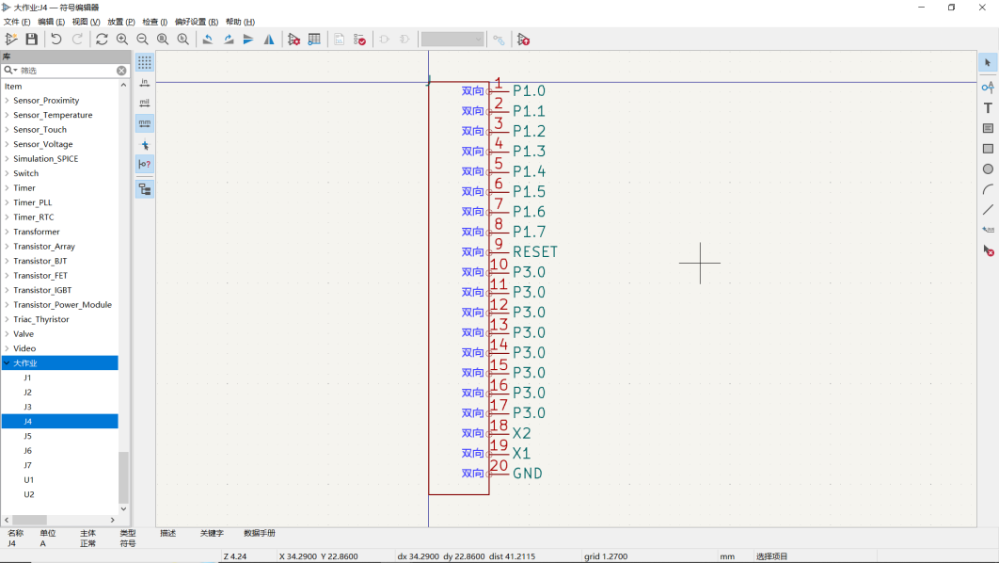 大作业:J4 — 符号编辑器
文件 (F) 编辑 (E) 视图 (V) 放置 (P) 检查 (I) 偏好设置 (R) 帮助 (H)
库
筛选
Item
Sensor_Proximity
Sensor_Temperature
Sensor_Touch
Sensor_Voltage
Simulation_SPICE
Switch
Timer
Timer_PLL
Timer_RTC
Transformer
Transistor_Array
Transistor_BJT
Transistor_FET
Transistor_IGBT
Transistor_Power_Module
Triac_Thyristor
Valve
Video
大作业
J1
J2
J3
J4
J5
J6
J7
U1
U2
in
mil
mm
J
双向 1 P1.0
双向 2 P1.1
双向 3 P1.2
双向 4 P1.3
双向 5 P1.4
双向 6 P1.5
双向 7 P1.6
双向 8 P1.7
双向 9 RESET
双向 10 P3.0
双向 11 P3.0
双向 12 P3.0
双向 13 P3.0
双向 14 P3.0
双向 15 P3.0
双向 16 P3.0
双向 17 P3.0
双向 18 X2
双向 19 X1
双向 20 GND
名称 单位 主体 类型 描述 关键字 数据手册
J4 A 正常 符号
Z 4.24 X 34.2900 Y 22.8600 dx 34.2900 dy 22.8600 dist 41.2115 grid 1.2700 mm 选择项目